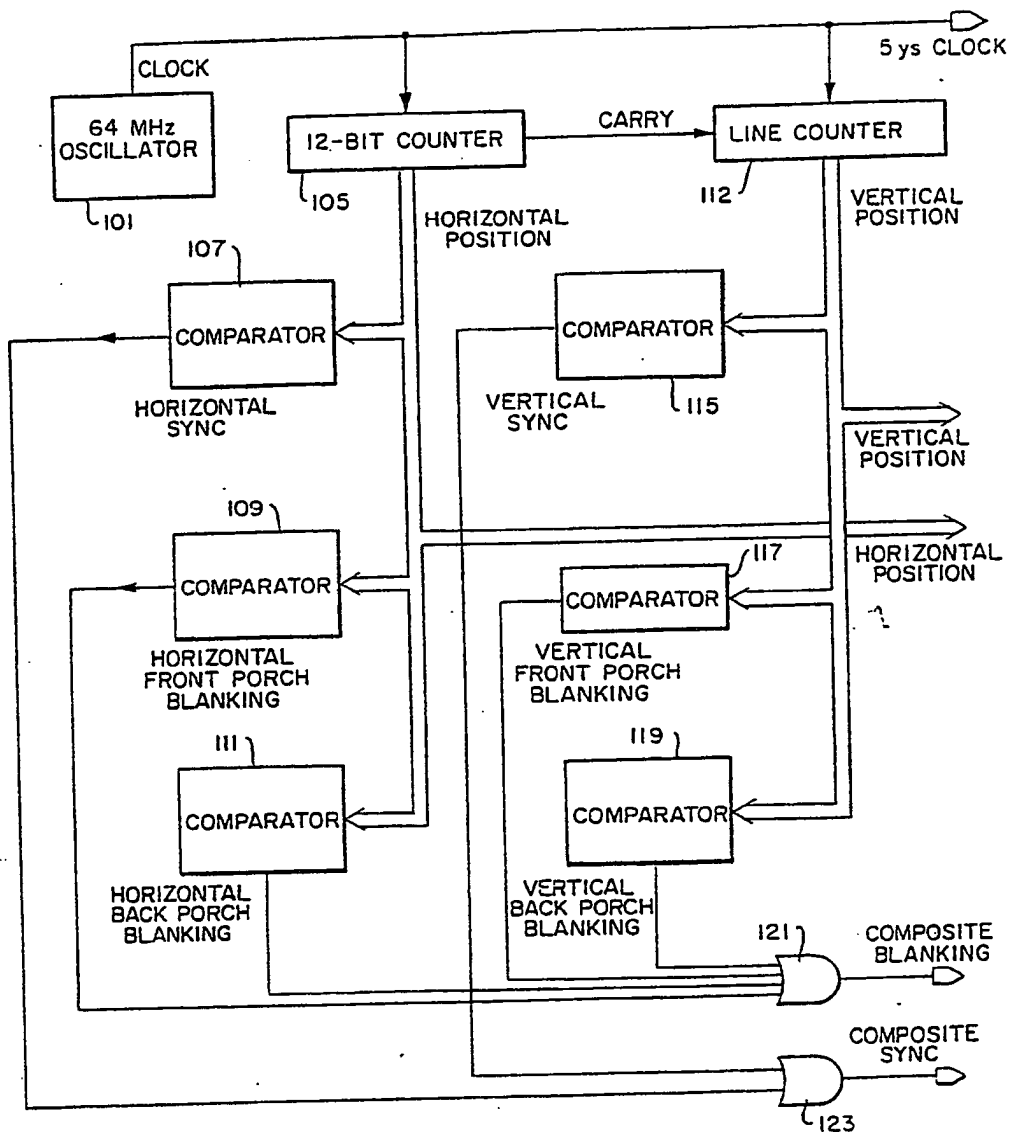 5 ys CLOCK
CLOCK
64 MHz
OSCILLATOR
101
12-BIT COUNTER
105
CARRY
LINE COUNTER
112
HORIZONTAL
POSITION
VERTICAL
POSITION
107
COMPARATOR
HORIZONTAL
SYNC
COMPARATOR
VERTICAL
SYNC
115
VERTICAL
POSITION
109
COMPARATOR
HORIZONTAL
FRONT PORCH
BLANKING
HORIZONTAL
POSITION
117
COMPARATOR
VERTICAL
FRONT PORCH
BLANKING
111
COMPARATOR
HORIZONTAL
BACK PORCH
BLANKING
119
COMPARATOR
VERTICAL
BACK PORCH
BLANKING
121
COMPOSITE
BLANKING
COMPOSITE
SYNC
123